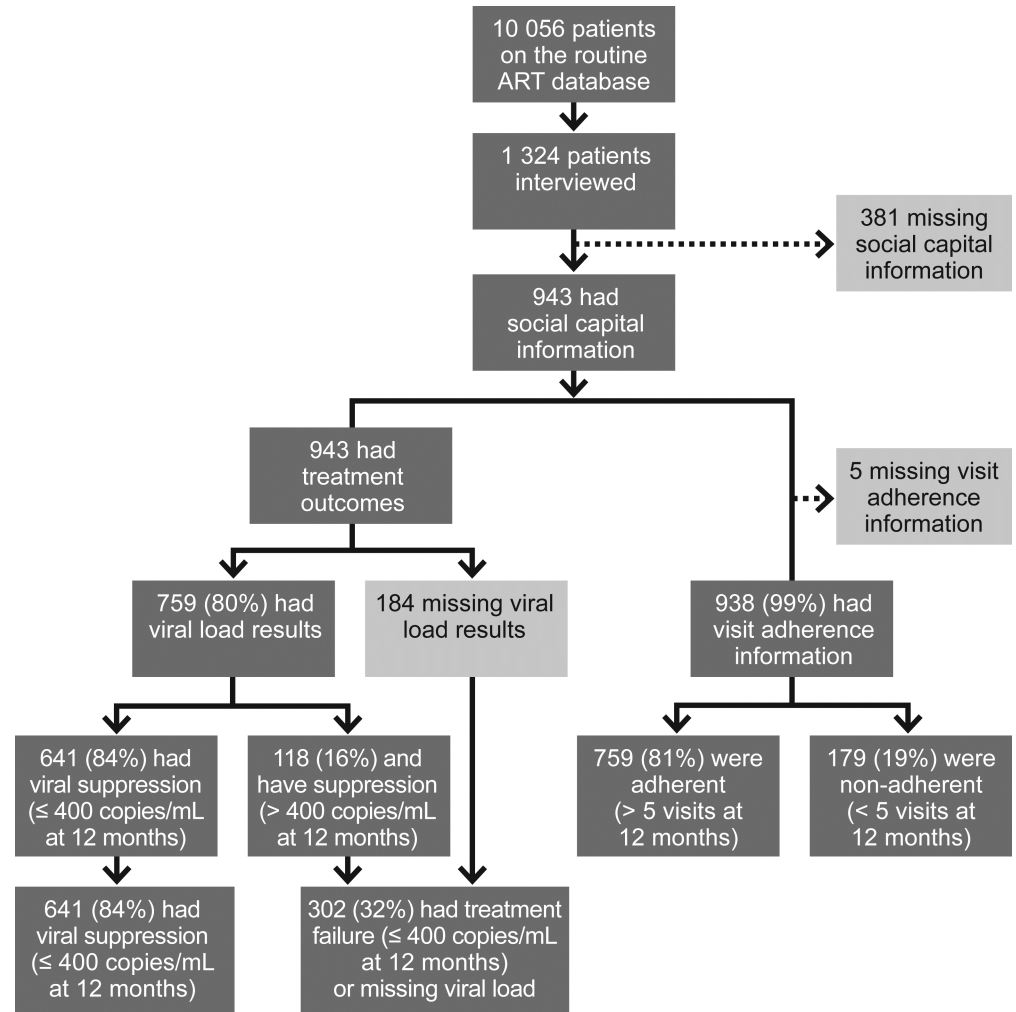 10 056 patients
on the routine
ART database
1 324 patients
interviewed
381 missing
social capital
information
943 had
social capital
information
943 had
treatment
outcomes
5 missing visit
adherence
information
759 (80%) had
viral load results
184 missing viral
load results
938 (99%) had
visit adherence
information
641 (84%) had
viral suppression
(≤ 400 copies/mL
at 12 months)
118 (16%) and
have suppression
(> 400 copies/mL
at 12 months)
759 (81%) were
adherent
(> 5 visits at
12 months)
179 (19%) were
non-adherent
(< 5 visits at
12 months)
641 (84%) had
viral suppression
(≤ 400 copies/mL
at 12 months)
302 (32%) had treatment
failure (≤ 400 copies/mL
at 12 months)
or missing viral load